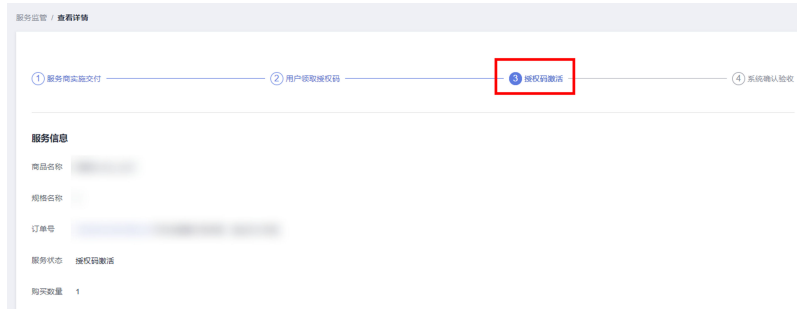 服务监管 / 查看详情
1 服务商实施交付 2 用户领取授权码 3 授权码激活 4 系统确认验收
服务信息
商品名称
规格名称
订单号
服务状态 授权码激活
购买数量 1